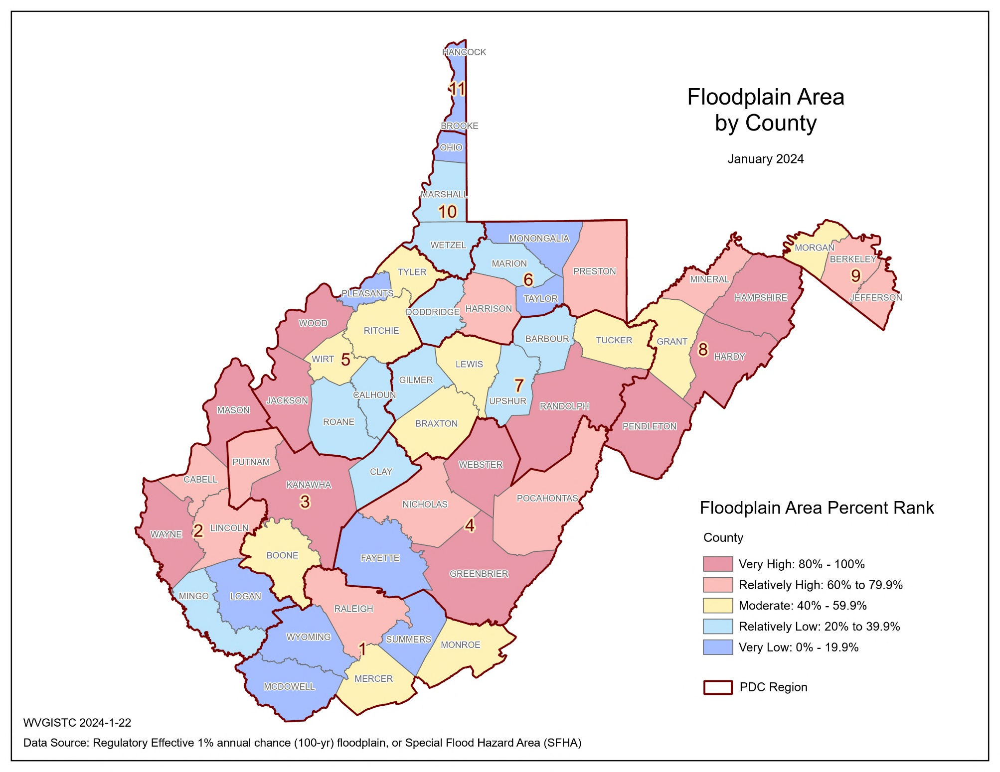 Floodplain Area
by County
January 2024
HANCOCK
11
BROOKE
OHIO
MARSHALL
10
WETZEL
MONONGALIA
MARION
6
PRESTON
TAYLOR
TYLER
PLEASANTS
DODDRIDGE
HARRISON
WOOD
RITCHIE
WIRT
5
BARBOUR
TUCKER
GRANT
8
MINERAL
HAMPSHIRE
HARDY
MORGAN
BERKELEY
9
JEFFERSON
LEWIS
GILMER
7
UPSHUR
CALHOUN
JACKSON
ROANE
MASON
BRAXTON
RANDOLPH
PENDLETON
PUTNAM
CABELL
KANAWHA
3
CLAY
WEBSTER
NICHOLAS
POCAHONTAS
4
WAYNE
2
LINCOLN
BOONE
FAYETTE
GREENBRIER
MINGO
LOGAN
RALEIGH
WYOMING
1
SUMMERS
MONROE
MERCER
MCDOWELL
Floodplain Area Percent Rank
County
Very High: 80% - 100%
Relatively High: 60% to 79.9%
Moderate: 40% - 59.9%
Relatively Low: 20% to 39.9%
Very Low: 0% - 19.9%
PDC Region
WVGISTC 2024-1-22
Data Source: Regulatory Effective 1% annual chance (100-yr) floodplain, or Special Flood Hazard Area (SFHA)